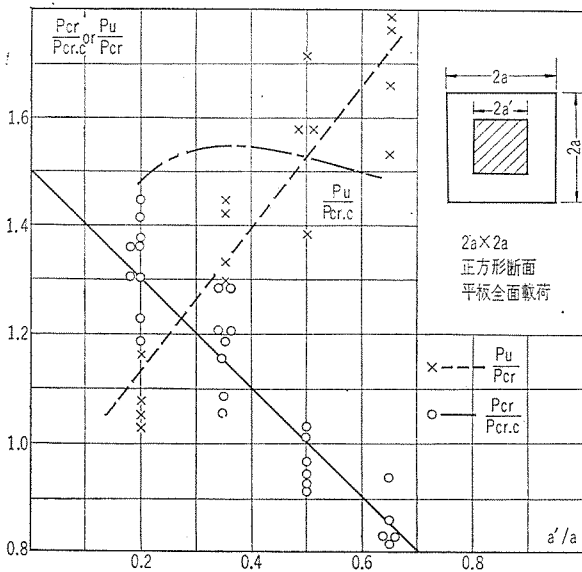 Pcr/Pcr.c or Pu/Pcr
1.6
1.4
1.2
1.0
0.8
0.2
0.4
0.6
0.8
a'/a
Pu/Pcr.c
2a
2a'
2a
2a×2a
正方形断面
平板全面載荷
×--- Pu/Pcr
○— Pcr/Pcr.c